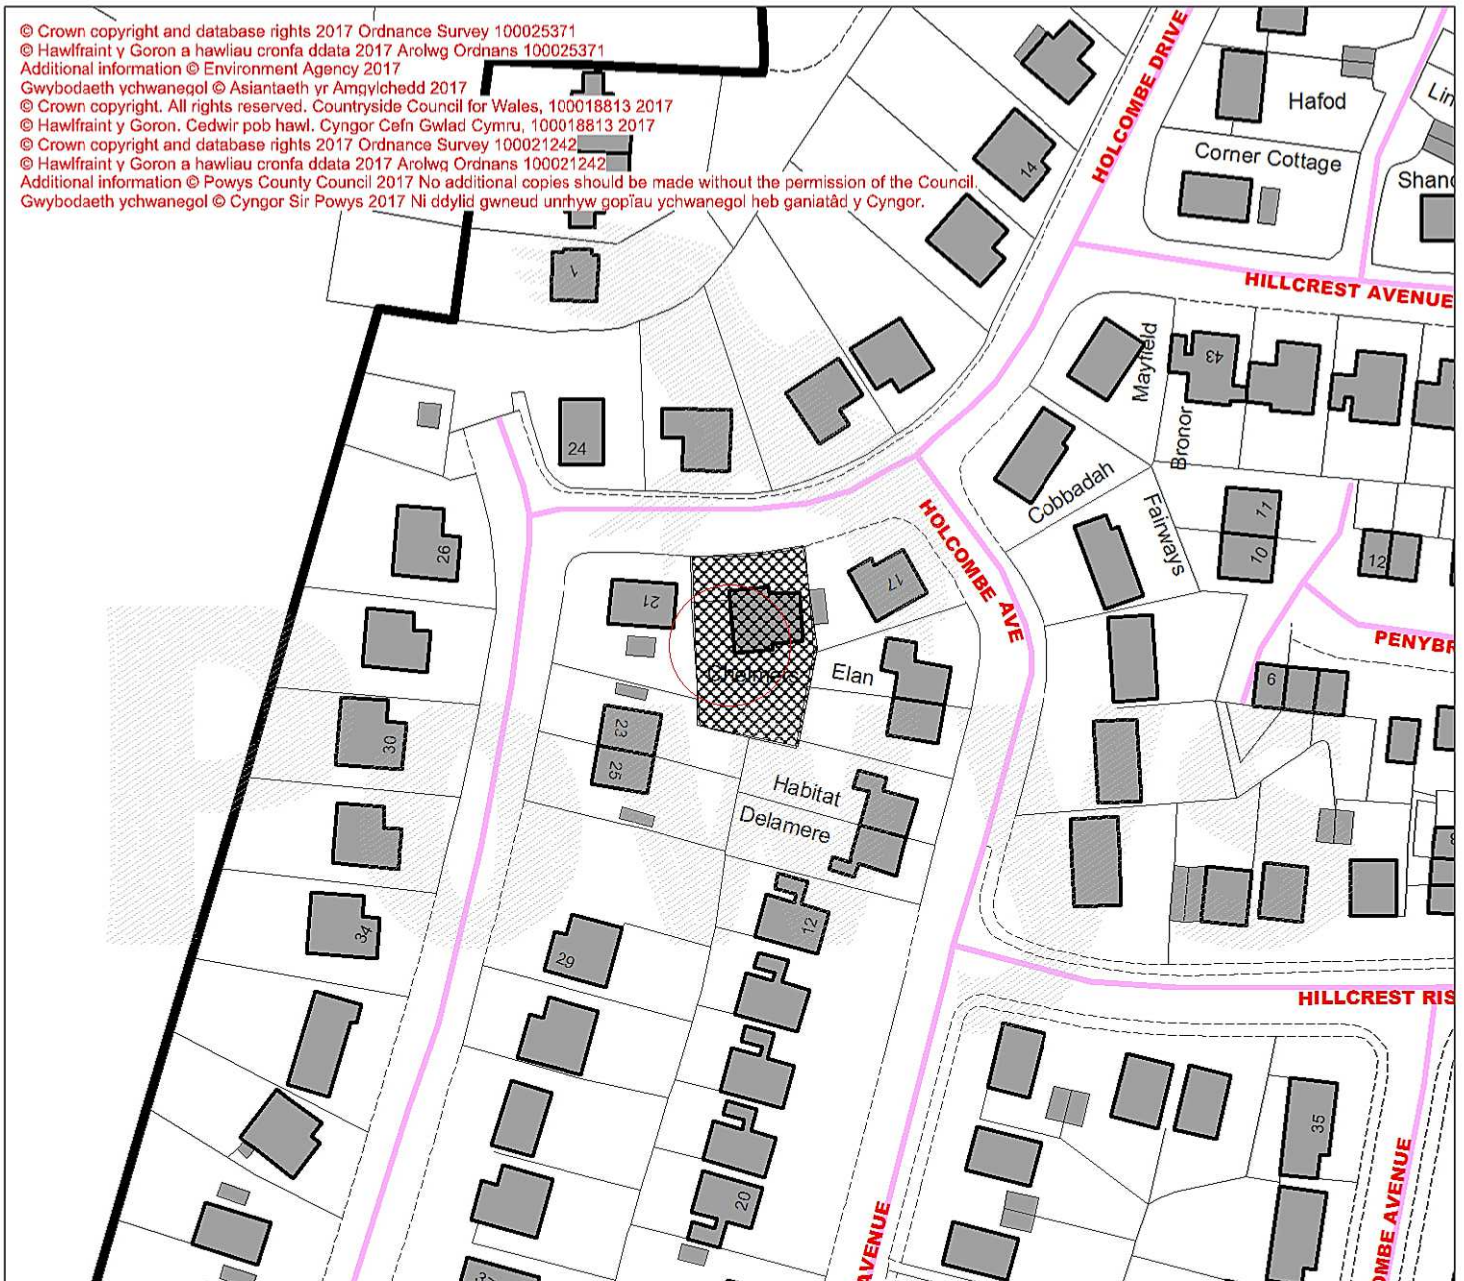 © Crown copyright and database rights 2017 Ordnance Survey 100025371
© Hawlfraint y Goron a hawliau cronfa ddata 2017 Arolwg Ordnans 100025371
Additional information © Environment Agency 2017
Gwybodaeth ychwanegol © Asiantaeth yr Amgylchedd 2017
© Crown copyright. All rights reserved. Countryside Council for Wales, 100018813 2017
© Hawlfraint y Goron. Cedwir pob hawl. Cyngor Cefn Gwlad Cymru, 100018813 2017
© Crown copyright and database rights 2017 Ordnance Survey 100021242
© Hawlfraint y Goron a hawliau cronfa ddata 2017 Arolwg Ordnans 100021242
Additional information © Powys County Council 2017 No additional copies should be made without the permission of the Council.
Gwybodaeth ychwanegol © Cyngor Sir Powys 2017 Ni ddylid gwneud unrhyw gopïau ychwanegol heb ganiatâd y Cyngor.
HOLCOMBE DRIVE
Hafod
Lin
Corner Cottage
Shand
14
1
HILLCREST AVENUE
Mayfield
43
Bronor
24
Cobbadah
Fairways
11
10
12
26
HOLCOMBE AVE
17
21
PENYBR
Elan
6
23
25
30
Habitat
Delamere
12
34
29
HILLCREST RIS
35
20
AVENUE
OMBE AVENUE